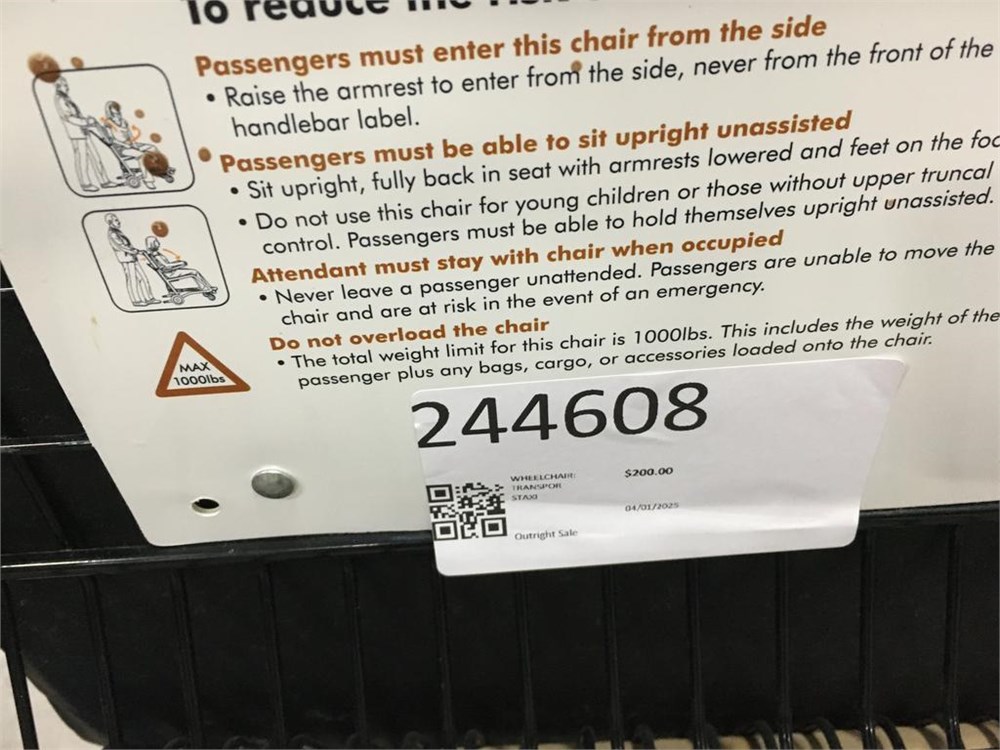 To reduce the risk
Passengers must enter this chair from the side
• Raise the armrest to enter from the side, never from the front of the
handlebar label.
Passengers must be able to sit upright unassisted
• Sit upright, fully back in seat with armrests lowered and feet on the foo
• Do not use this chair for young children or those without upper truncal
control. Passengers must be able to hold themselves upright unassisted.
Attendant must stay with chair when occupied
• Never leave a passenger unattended. Passengers are unable to move the
chair and are at risk in the event of an emergency.
Do not overload the chair
• The total weight limit for this chair is 1000lbs. This includes the weight of the
passenger plus any bags, cargo, or accessories loaded onto the chair.
MAX
1000lbs
244608
WHEELCHAIR:
TRANSPOR
STAXI
$200.00
04/01/2025
Outright Sale